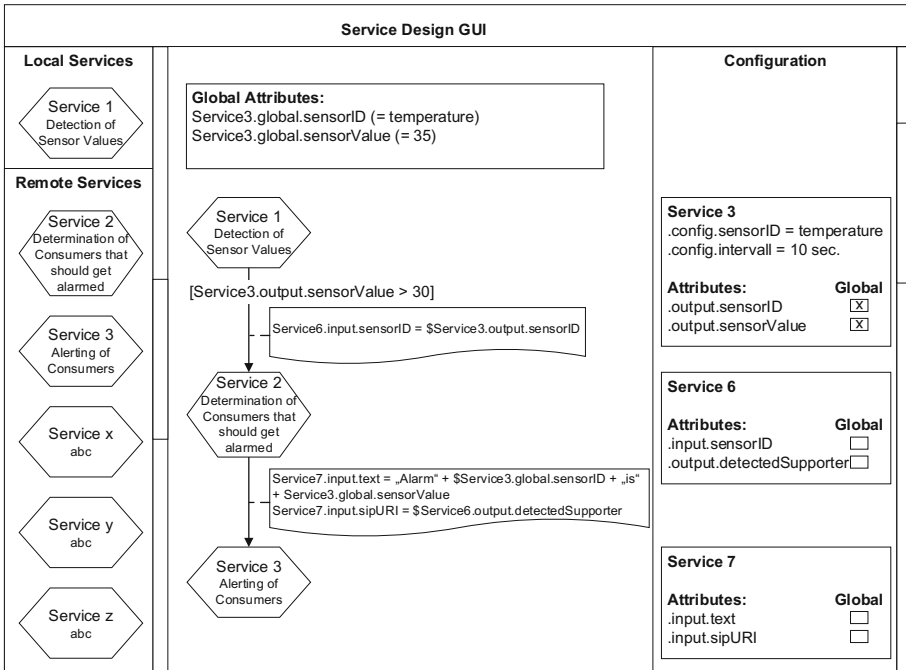 Service Design GUI
Local Services
Service 1
Detection of
Sensor Values
Remote Services
Service 2
Determination of
Consumers that
should get
alarmed
Service 3
Alerting of
Consumers
Service x
abc
Service y
abc
Service z
abc
Global Attributes:
Service3.global.sensorID (= temperature)
Service3.global.sensorValue (= 35)
Service 1
Detection of
Sensor Values
[Service3.output.sensorValue > 30]
Service6.input.sensorID = $Service3.output.sensorID
Service 2
Determination of
Consumers that
should get
alarmed
Service7.input.text = „Alarm“ + $Service3.global.sensorID + „is“
+ Service3.global.sensorValue
Service7.input.sipURI = $Service6.output.detectedSupporter
Service 3
Alerting of
Consumers
Configuration
Service 3
.config.sensorID = temperature
.config.intervall = 10 sec.
Attributes: Global
.output.sensorID X
.output.sensorValue X
Service 6
Attributes: Global
.input.sensorID
.output.detectedSupporter
Service 7
Attributes: Global
.input.text
.input.sipURI